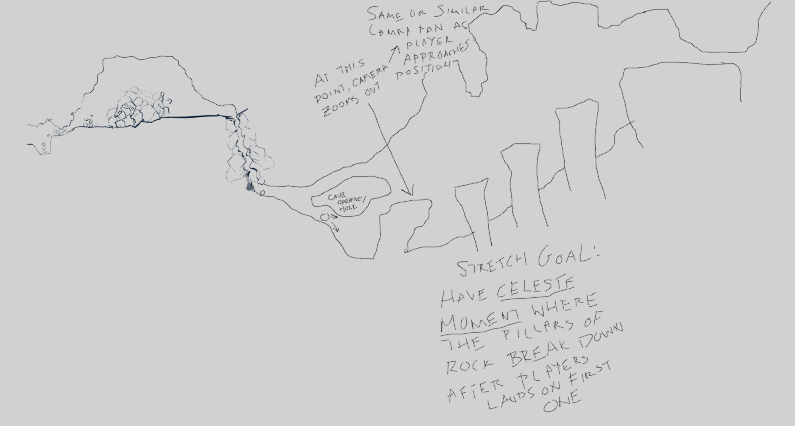 SAME OR SIMILAR
CAMERA PAN AS
PLAYER
APPROACHES
POSITION
AT THIS
POINT, CAMERA
ZOOMS OUT
CAVE
OPENING/
HOLE
STRETCH GOAL:
HAVE CELESTE
MOMENT WHERE
THE PILLARS OF
ROCK BREAK DOWN
AFTER PLAYERS
LANDS ON FIRST
ONE